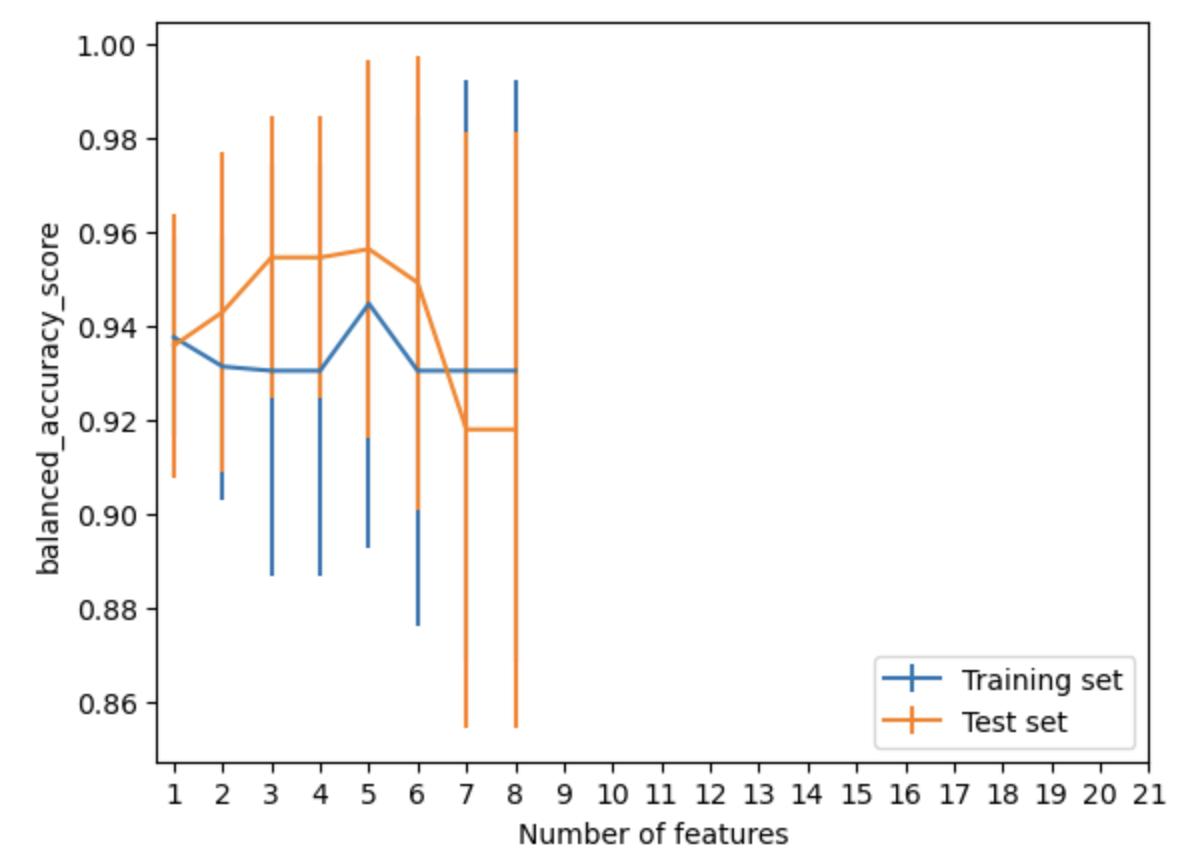 1.00
0.98
0.96
0.94
0.92
0.90
0.88
0.86
balanced_accuracy_score
Training set
Test set
1 2 3 4 5 6 7 8 9 10 11 12 13 14 15 16 17 18 19 20 21
Number of features